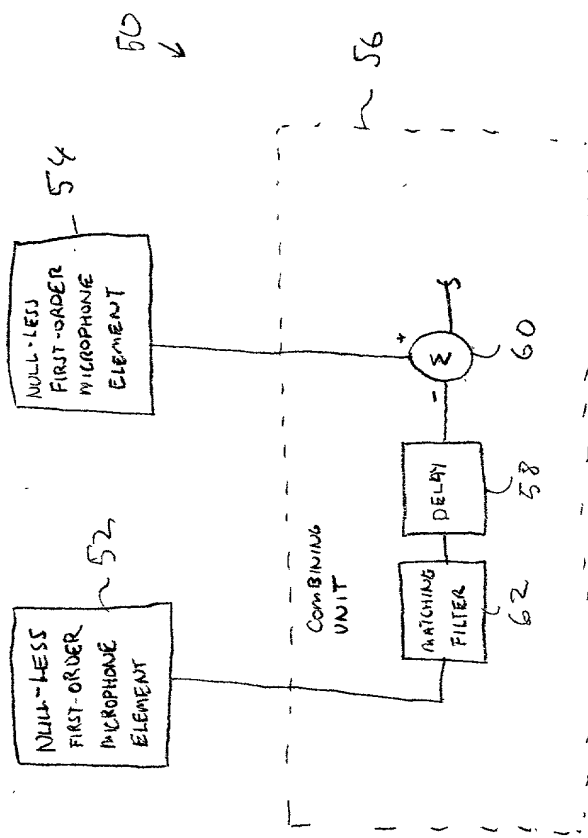 50
52
54
NULL-LESS
FIRST-ORDER
MICROPHONE
ELEMENT
NULL-LESS
FIRST-ORDER
MICROPHONE
ELEMENT
56
COMBINING
UNIT
MATCHING
FILTER
62
DELAY
58
-
+
Σ
60